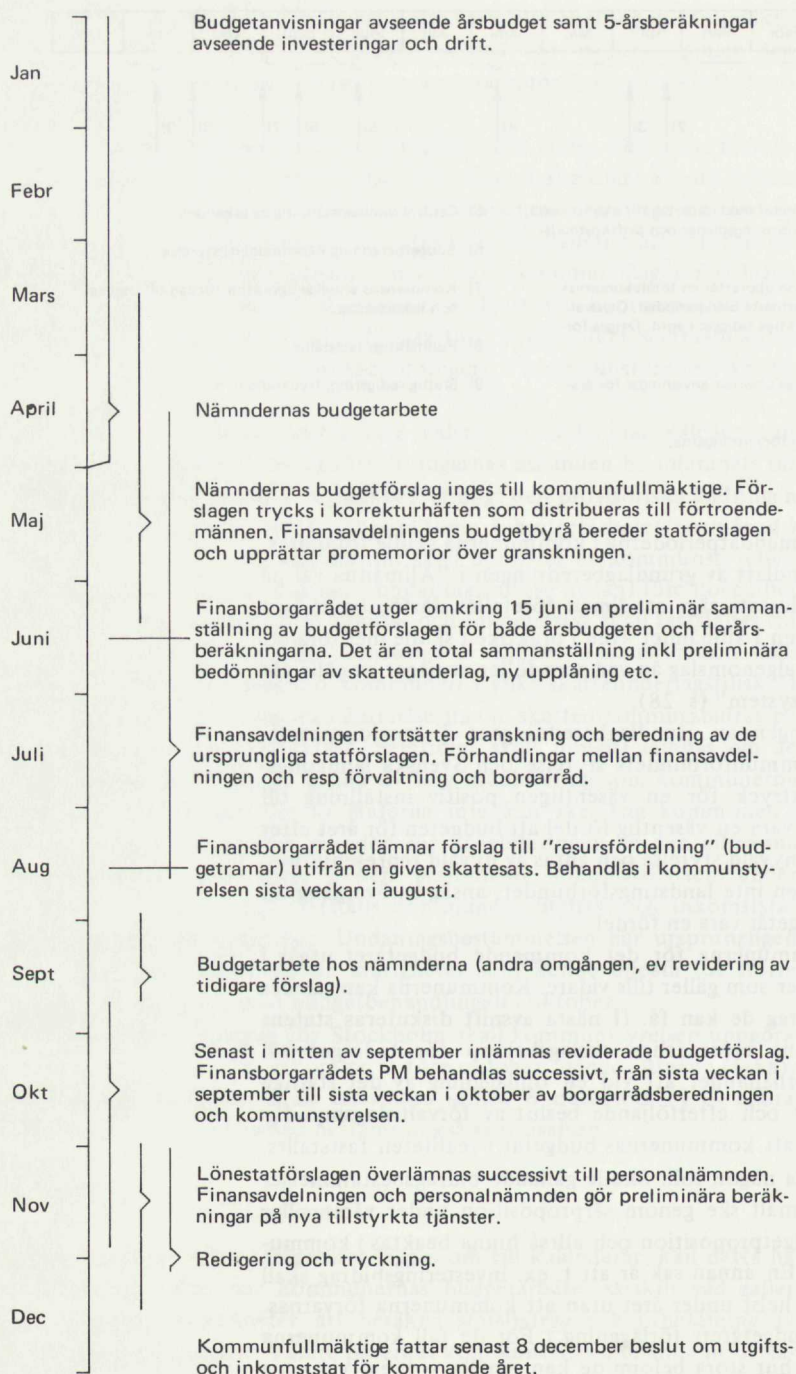 Budgetanvisningar avseende årsbudget samt 5-årsberäkningar
avseende investeringar och drift.
Jan
Febr
Mars
April
Nämndernas budgetarbete
Nämndernas budgetförslag inges till kommunfullmäktige. För-
slagen trycks i korrekturhäften som distribueras till förtroende-
Maj
männen. Finansavdelningens budgetbyrå bereder statförslagen
och upprättar promemorior över granskningen.
Finansborgarrådet utger omkring 15 juni en preliminär samman-
Juni
ställning av budgetförslagen för både årsbudgeten och flerårs-
beräkningarna. Det är en total sammanställning inkl preliminära
bedömningar av skatteunderlag, ny upplåning etc.
Finansavdelningen fortsätter granskning och beredning av de
Juli
ursprungliga statförslagen. Förhandlingar mellan finansavdel-
ningen och resp förvaltning och borgarråd.
Finansborgarrådet lämnar förslag till "resursfördelning" (bud-
Aug
getramar) utifrån en given skattesats. Behandlas i kommunsty-
relsen sista veckan i augusti.
Sept
Budgetarbete hos nämnderna (andra omgången, ev revidering av
tidigare förslag).
Senast i mitten av september inlämnas reviderade budgetförslag.
Finansborgarrådets PM behandlas successivt, från sista veckan i
Okt
september till sista veckan i oktober av borgarrådsberedningen
och kommunstyrelsen.
Lönestatförslagen överlämnas successivt till personalnämnden.
Nov
Finansavdelningen och personalnämnden gör preliminära beräk-
ningar på nya tillstyrkta tjänster.
Redigering och tryckning.
Dec
Kommunfullmäktige fattar senast 8 december beslut om utgifts-
och inkomststat för kommande året.